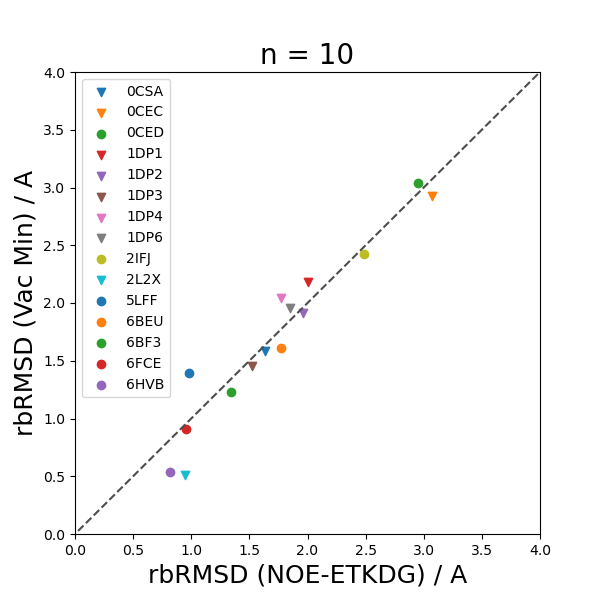 n = 10
rbRMSD (Vac Min) / A
4.0
3.5
3.0
2.5
2.0
1.5
1.0
0.5
0.0
0CSA
0CEC
0CED
1DP1
1DP2
1DP3
1DP4
1DP6
2IFJ
2L2X
5LFF
6BEU
6BF3
6FCE
6HVB
0.0 0.5 1.0 1.5 2.0 2.5 3.0 3.5 4.0
rbRMSD (NOE-ETKDG) / A